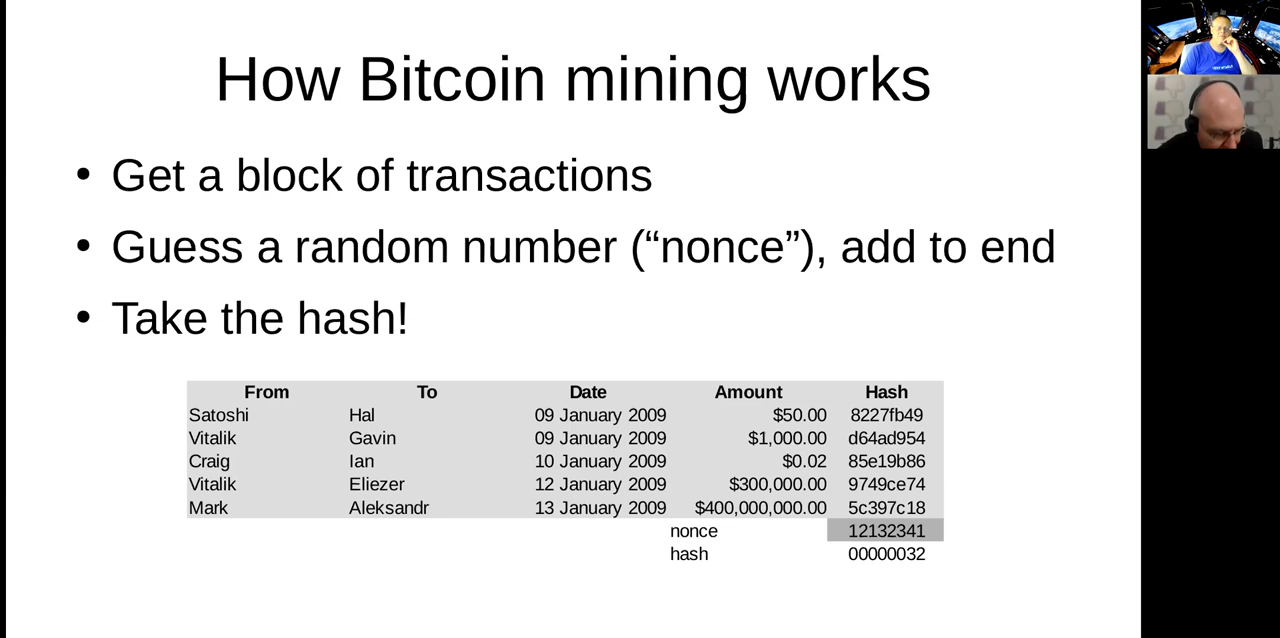 How Bitcoin mining works
• Get a block of transactions
• Guess a random number (“nonce”), add to end
• Take the hash!
From To Date Amount Hash
Satoshi Hal 09 January 2009 $50.00 8227fb49
Vitalik Gavin 09 January 2009 $1,000.00 d64ad954
Craig Ian 10 January 2009 $0.02 85e19b86
Vitalik Eliezer 12 January 2009 $300,000.00 9749ce74
Mark Aleksandr 13 January 2009 $400,000,000.00 5c397c18
nonce 12132341
hash 00000032